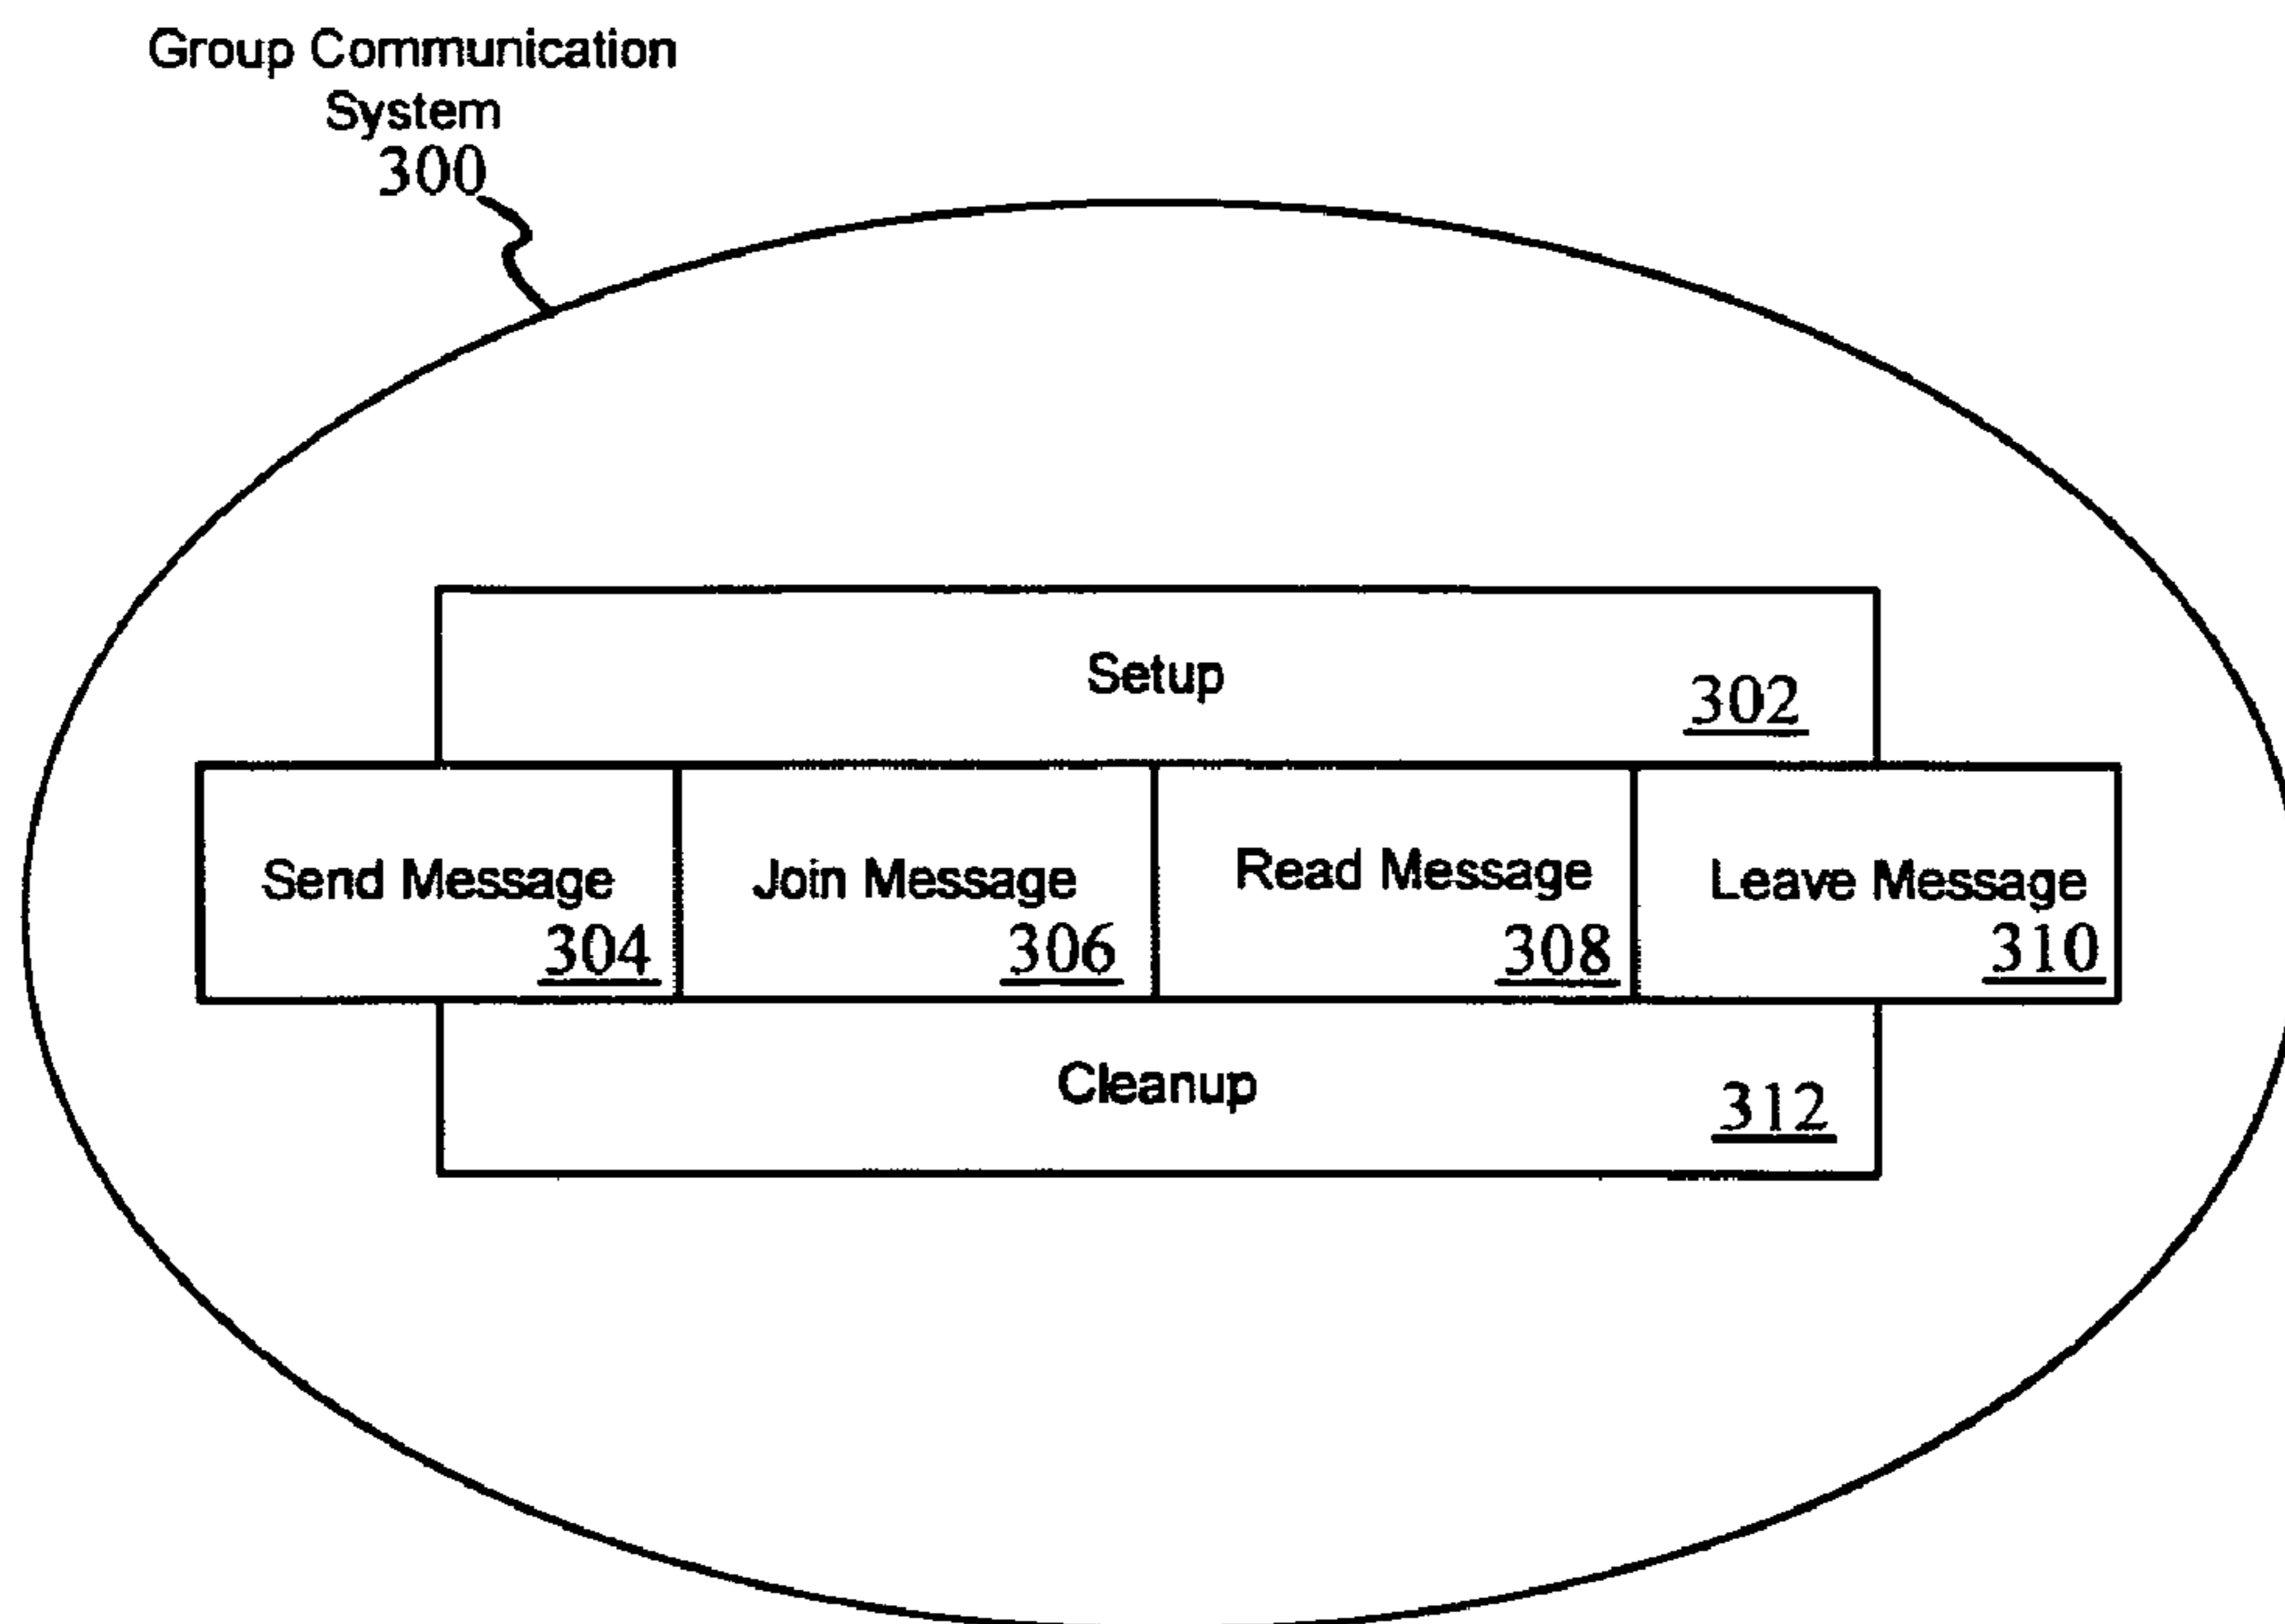 Group Communication
System
300
Setup
302
Send Message
304
Join Message
306
Read Message
308
Leave Message
310
Cleanup
312